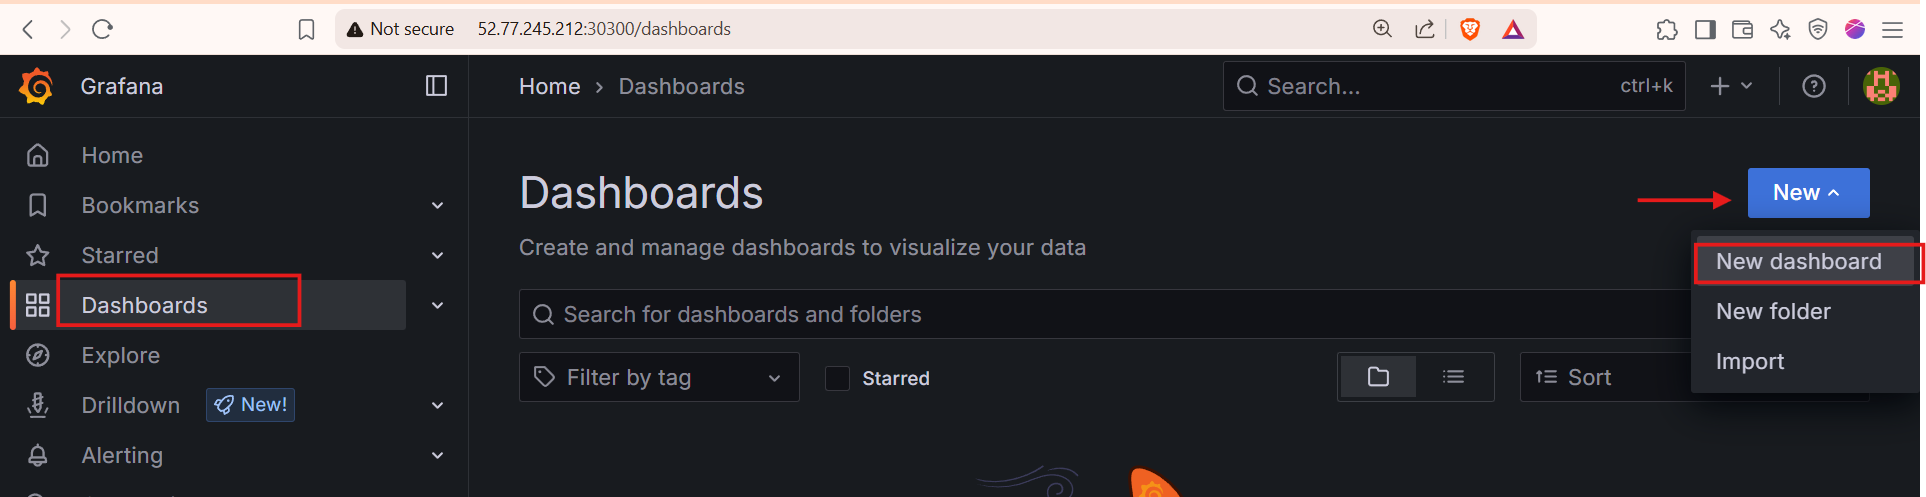 Not secure 52.77.245.212:30300/dashboards
Grafana
Home > Dashboards
Search... ctrl+k
Home
Bookmarks
Starred
Dashboards
Explore
Drilldown New!
Alerting
Dashboards
New
Create and manage dashboards to visualize your data
New dashboard
New folder
Import
Search for dashboards and folders
Filter by tag
Starred
Sort